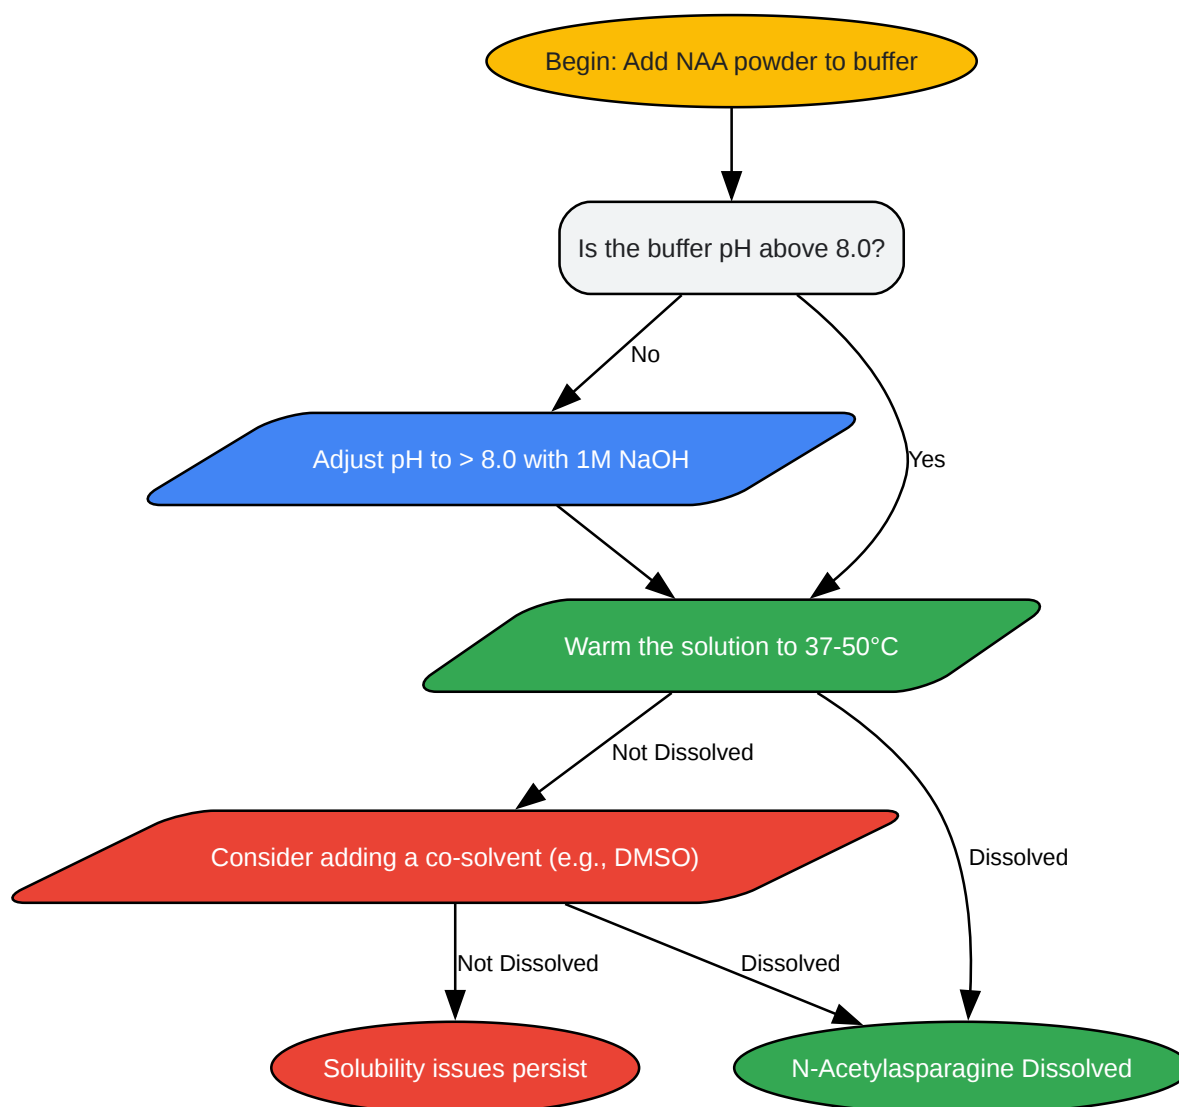 Begin: Add NAA powder to buffer
Is the buffer pH above 8.0?
No
Adjust pH to > 8.0 with 1M NaOH
Yes
Warm the solution to 37-50°C
Not Dissolved
Consider adding a co-solvent (e.g., DMSO)
Dissolved
Not Dissolved
Dissolved
Solubility issues persist
N-Acetylasparagine Dissolved